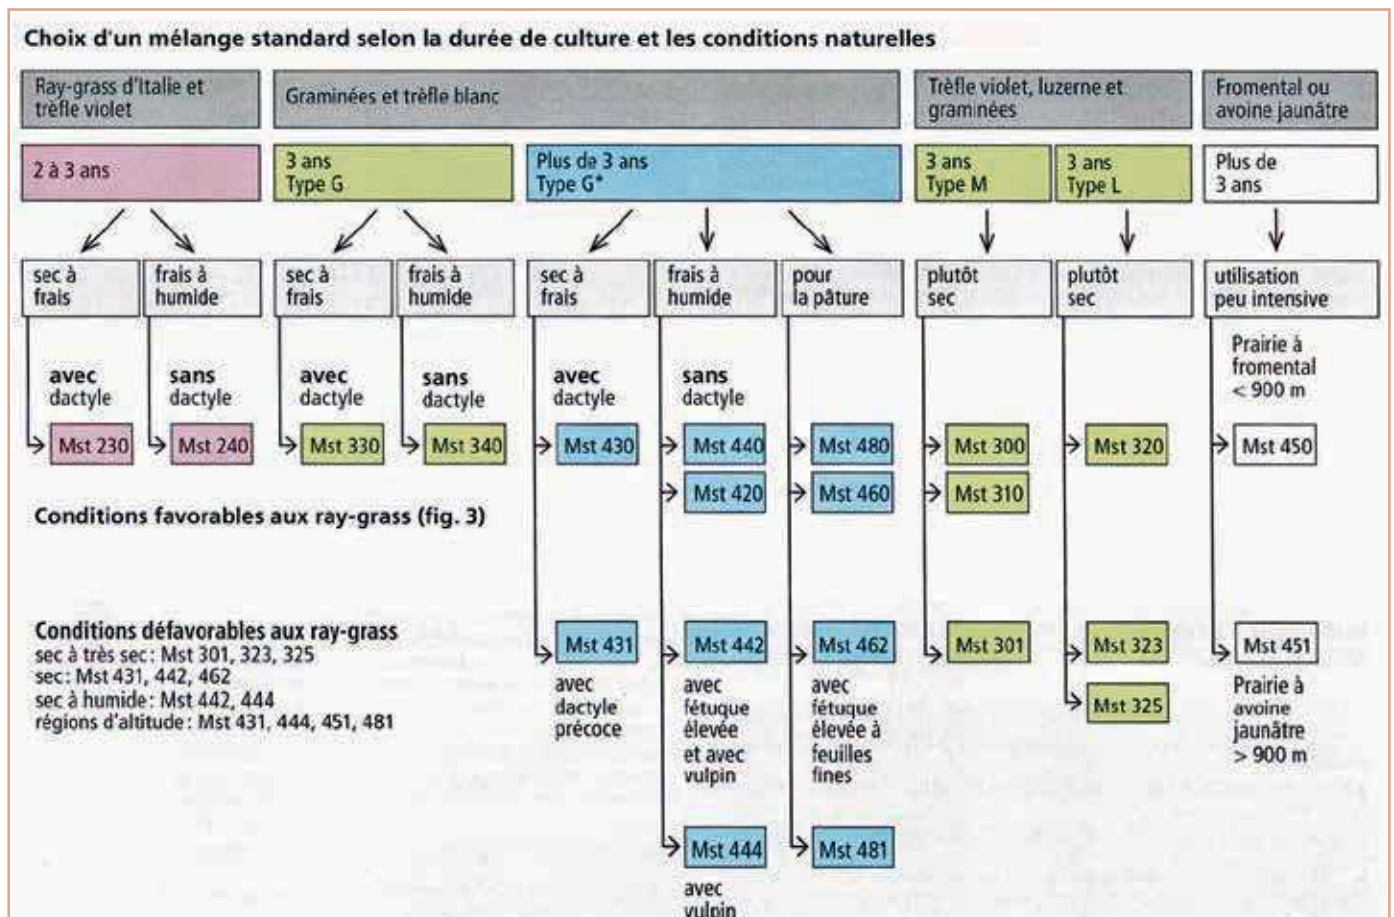 Choix d'un mélange standard selon la durée de culture et les conditions naturelles
Ray-grass d'Italie et
trèfle violet
Graminées et trèfle blanc
Trèfle violet, luzerne et
graminées
Fromental ou
avoine jaunâtre
2 à 3 ans
3 ans
Type G
Plus de 3 ans
Type G*
3 ans
Type M
3 ans
Type L
Plus de
3 ans
sec à
frais
frais à
humide
sec à
frais
frais à
humide
sec à
frais
frais à
humide
pour
la pâture
plutôt
sec
plutôt
sec
utilisation
peu intensive
avec
dactyle
sans
dactyle
avec
dactyle
sans
dactyle
avec
dactyle
sans
dactyle
Prairie à
fromental
< 900 m
Mst 230
Mst 240
Mst 330
Mst 340
Mst 430
Mst 440
Mst 480
Mst 300
Mst 320
Mst 450
Mst 420
Mst 460
Mst 310
Conditions favorables aux ray-grass (fig. 3)
Conditions défavorables aux ray-grass
sec à très sec: Mst 301, 323, 325
sec: Mst 431, 442, 462
sec à humide: Mst 442, 444
régions d'altitude: Mst 431, 444, 451, 481
Mst 431
avec
dactyle
précoce
Mst 442
avec
fétuque
élevée
et avec
vulpin
Mst 462
avec
fétuque
élevée à
feuilles
fines
Mst 301
Mst 323
Mst 325
Mst 451
Prairie à
avoine
jaunâtre
> 900 m
Mst 444
avec
vulpin
Mst 481